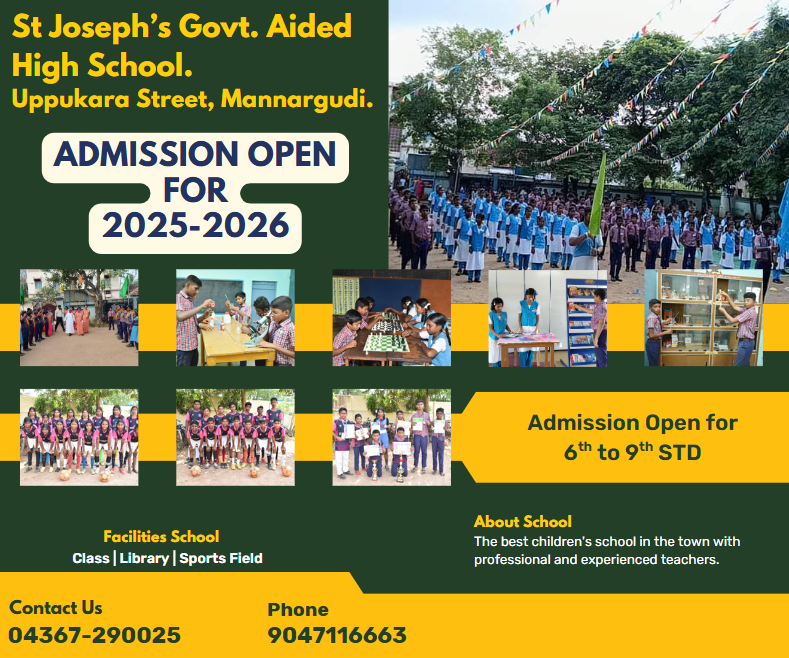 St Joseph's Govt. Aided
High School.
Uppukara Street, Mannargudi.
ADMISSION OPEN
FOR
2025-2026
Admission Open for
6th to 9th STD
Facilities School
Class | Library | Sports Field
About School
The best children's school in the town with
professional and experienced teachers.
Contact Us
04367-290025
Phone
9047116663